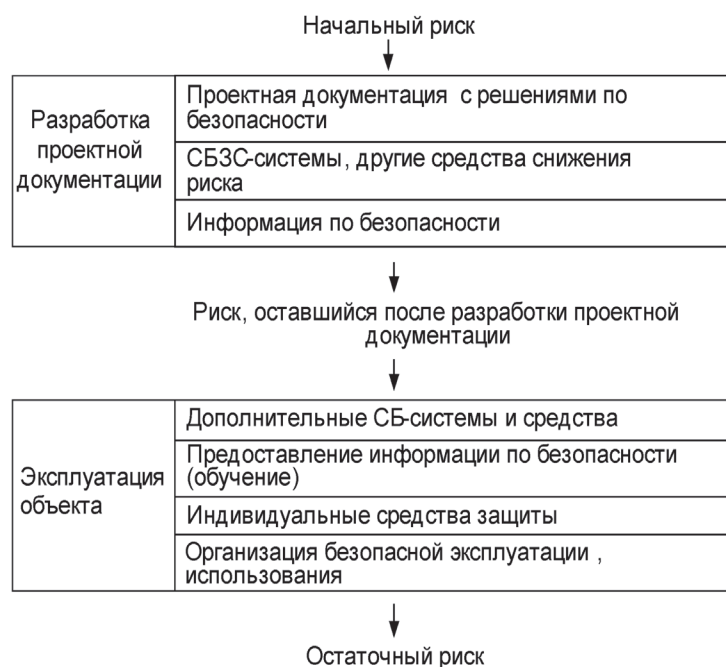 Начальный риск
Разработка
проектной
документации
Проектная документация с решениями по
безопасности
СБЗС-системы, другие средства снижения
риска
Информация по безопасности
Риск, оставшийся после разработки проектной
документации
Эксплуатация
объекта
Дополнительные СБ-системы и средства
Предоставление информации по безопасности
(обучение)
Индивидуальные средства защиты
Организация безопасной эксплуатации ,
использования
Остаточный риск